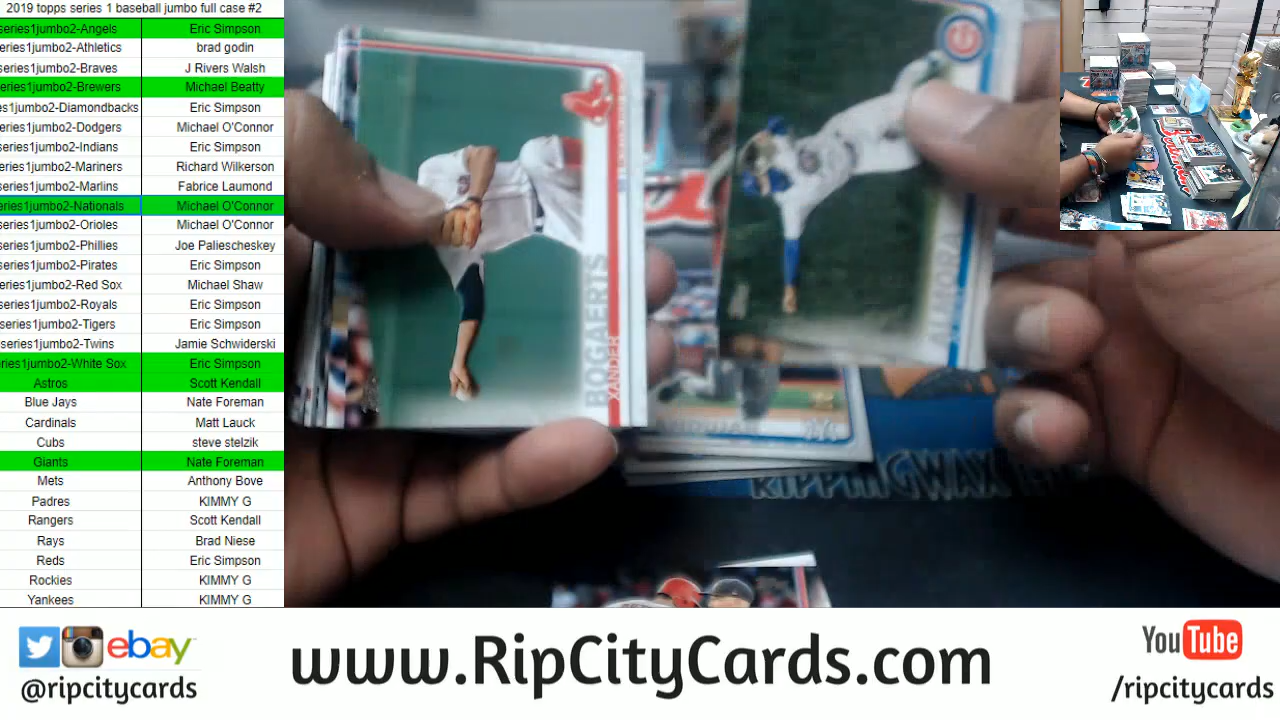 2019 topps series 1 baseball jumbo full case #2
series1jumbo2-Angels Eric Simpson
series1jumbo2-Athletics brad godin
series1jumbo2-Braves J Rivers Walsh
series1jumbo2-Brewers Michael Beatty
es1jumbo2-Diamondbacks Eric Simpson
series1jumbo2-Dodgers Michael O'Connor
series1jumbo2-Indians Eric Simpson
series1jumbo2-Mariners Richard Wilkerson
series1jumbo2-Marlins Fabrice Laumond
eries1jumbo2-Nationals Michael O'Connor
series1jumbo2-Orioles Michael O'Connor
series1jumbo2-Phillies Joe Paliescheskey
series1jumbo2-Pirates Eric Simpson
series1jumbo2-Red Sox Michael Shaw
series1jumbo2-Royals Eric Simpson
series1jumbo2-Tigers Eric Simpson
series1jumbo2-Twins Jamie Schwiderski
ries1jumbo2-White Sox Eric Simpson
Astros Scott Kendall
Blue Jays Nate Foreman
Cardinals Matt Lauck
Cubs steve stelzik
Giants Nate Foreman
Mets Anthony Bove
Padres KIMMY G
Rangers Scott Kendall
Rays Brad Niese
Reds Eric Simpson
Rockies KIMMY G
Yankees KIMMY G
XANDER
BOGAERTS
ALMORA
RIPPINGWAX
ebay
@ripcitycards
www.RipCityCards.com
YouTube
/ripcitycards